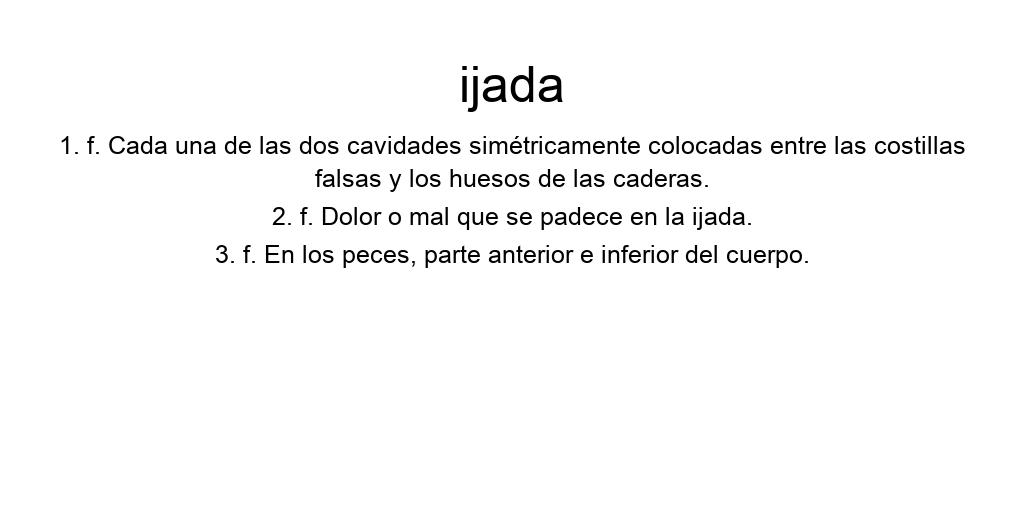 ijada
1. f. Cada una de las dos cavidades simétricamente colocadas entre las costillas
falsas y los huesos de las caderas.
2. f. Dolor o mal que se padece en la ijada.
3. f. En los peces, parte anterior e inferior del cuerpo.